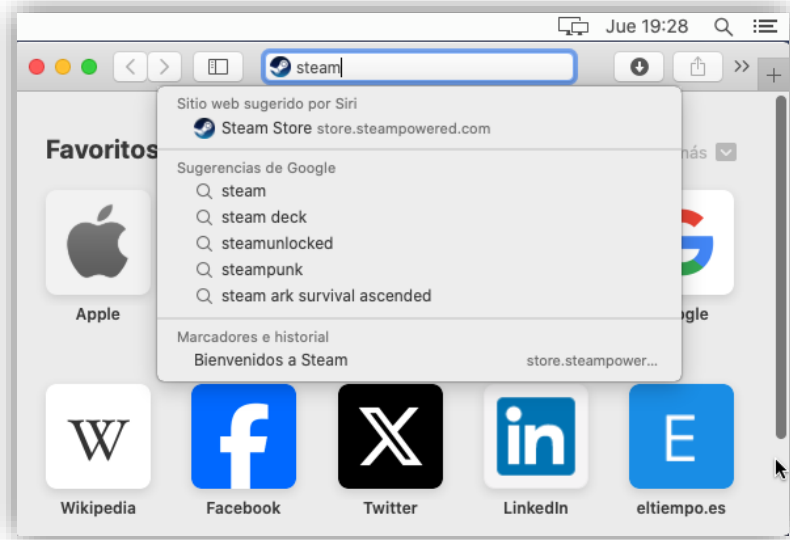 Jue 19:28
steam
Sitio web sugerido por Siri
Steam Store store.steampowered.com
Favoritos
más
Sugerencias de Google
steam
steam deck
steamunlocked
steampunk
steam ark survival ascended
Marcadores e historial
Bienvenidos a Steam store.steampower...
Apple
W
f
X
in
E
Wikipedia
Facebook
Twitter
LinkedIn
eltiempo.es